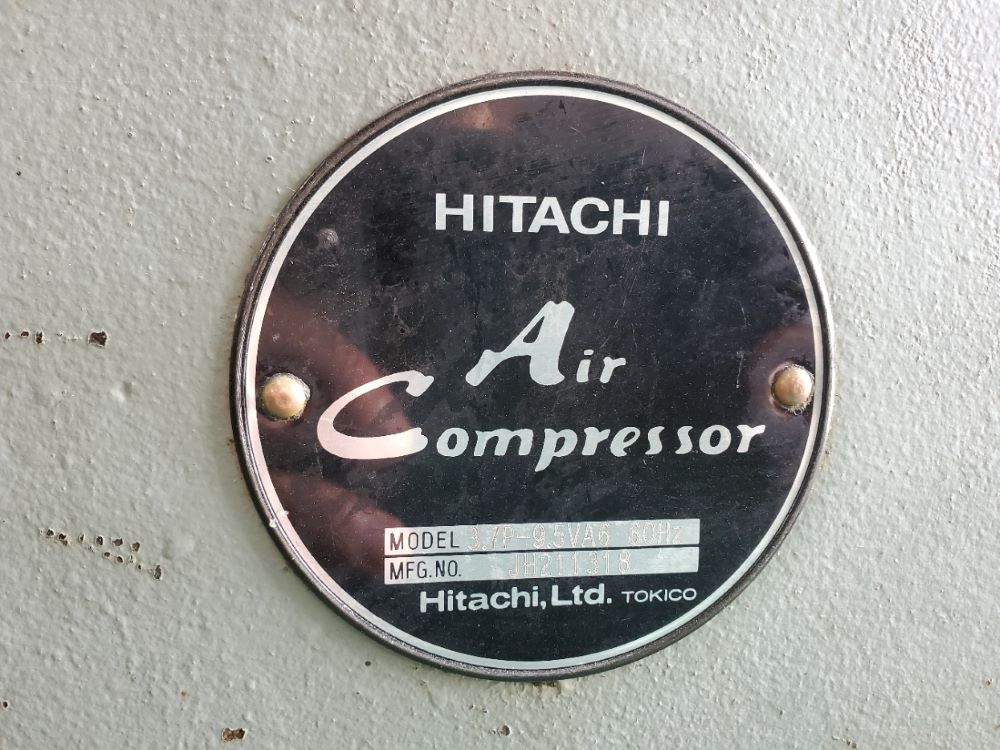 HITACHI
Air
Compressor
MODEL 3.7P-9.5VA6 60Hz
MFG.NO. JH211318
Hitachi, Ltd. TOKICO